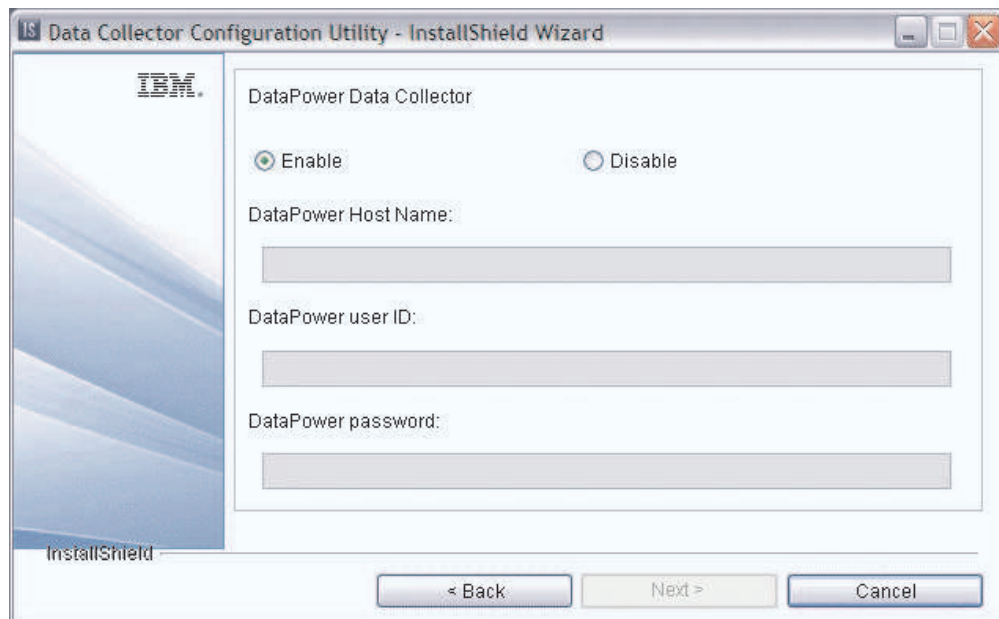 IS Data Collector Configuration Utility - InstallShield Wizard
IBM.
DataPower Data Collector
Enable Disable
DataPower Host Name:
DataPower user ID:
DataPower password:
InstallShield
< Back Next > Cancel